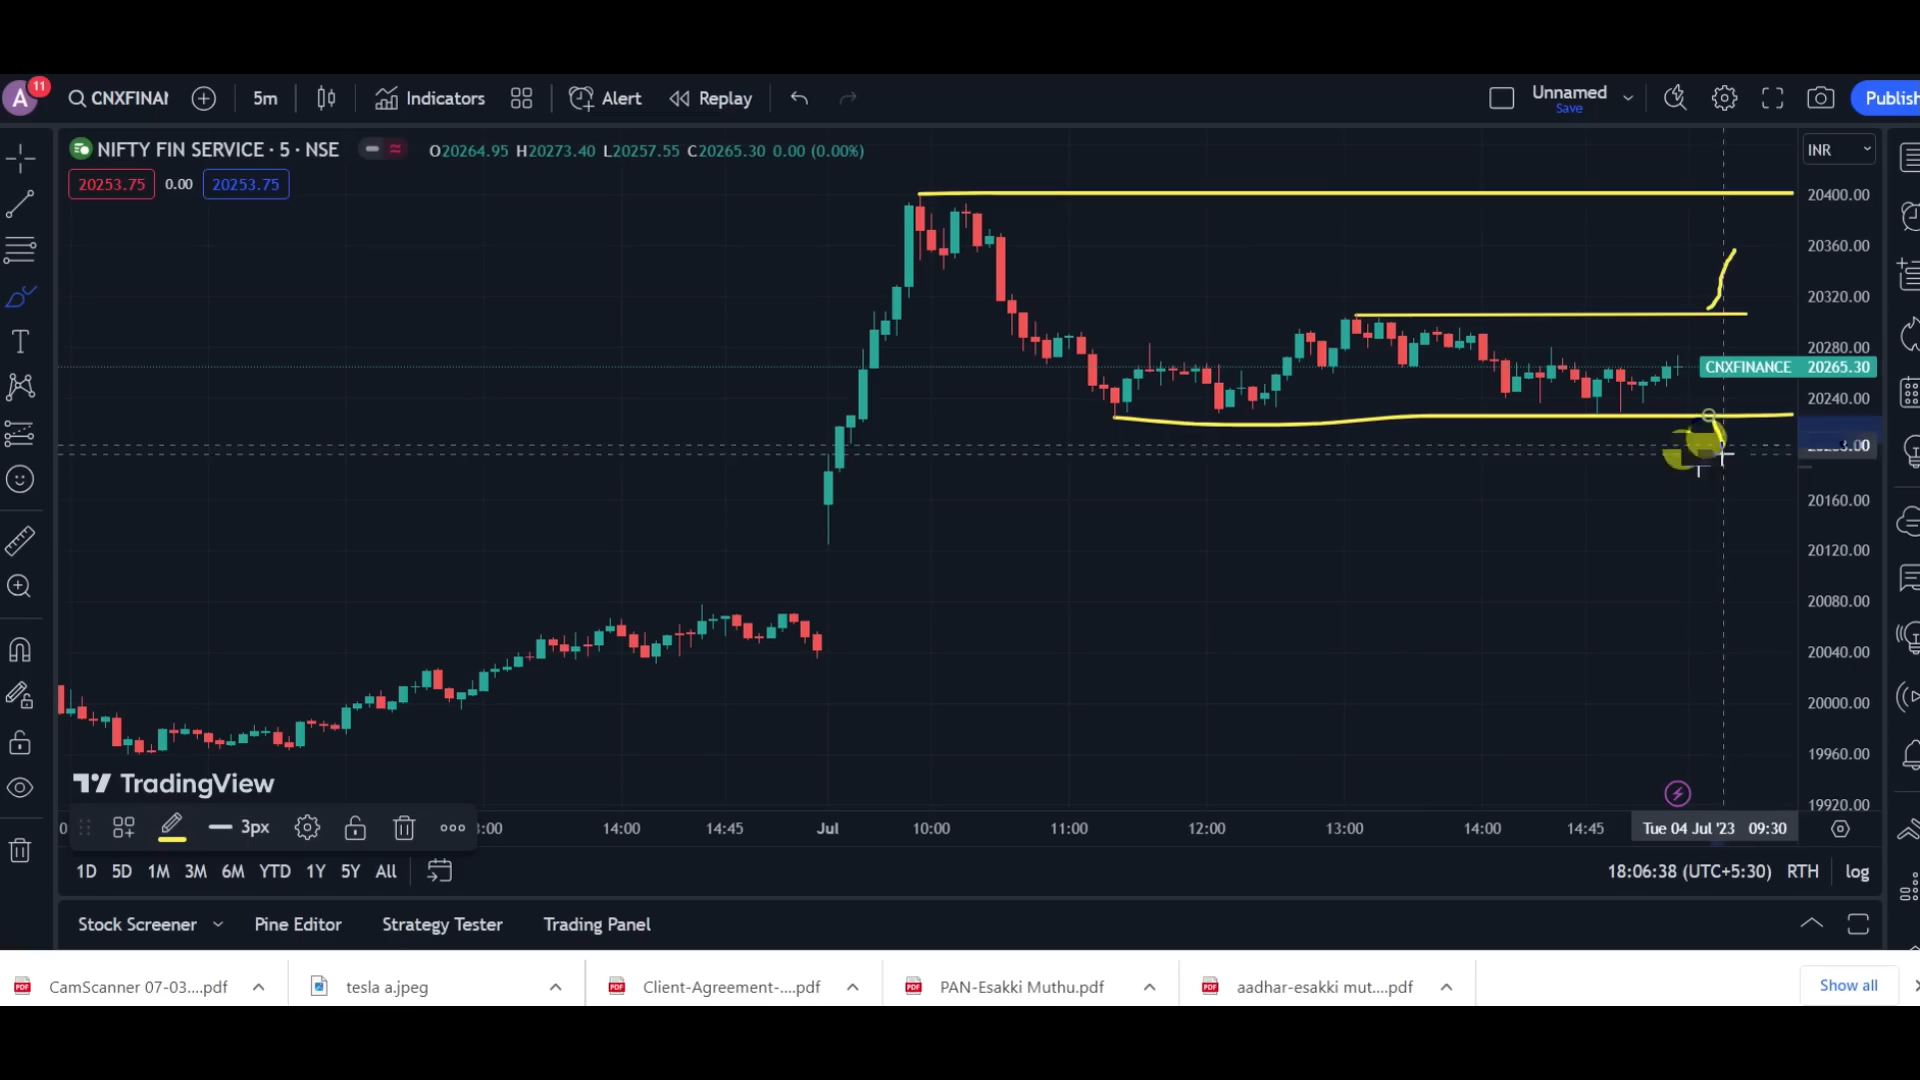 A 11 CNXFINAI 5m Indicators Alert Replay Unnamed Save Publish
NIFTY FIN SERVICE · 5 · NSE O20264.95 H20273.40 L20257.55 C20265.30 0.00 (0.00%) INR
20253.75 0.00 20253.75
20400.00
20360.00
20320.00
20280.00
CNXFINANCE 20265.30
20240.00
20160.00
20120.00
20080.00
20040.00
20000.00
19960.00
19920.00
TradingView
3px
0 3:00 14:00 14:45 Jul 10:00 11:00 12:00 13:00 14:00 14:45 Tue 04 Jul '23 09:30
1D 5D 1M 3M 6M YTD 1Y 5Y All 18:06:38 (UTC+5:30) RTH log
Stock Screener Pine Editor Strategy Tester Trading Panel
CamScanner 07-03....pdf tesla a.jpeg Client-Agreement-....pdf PAN-Esakki Muthu.pdf aadhar-esakki mut....pdf Show all